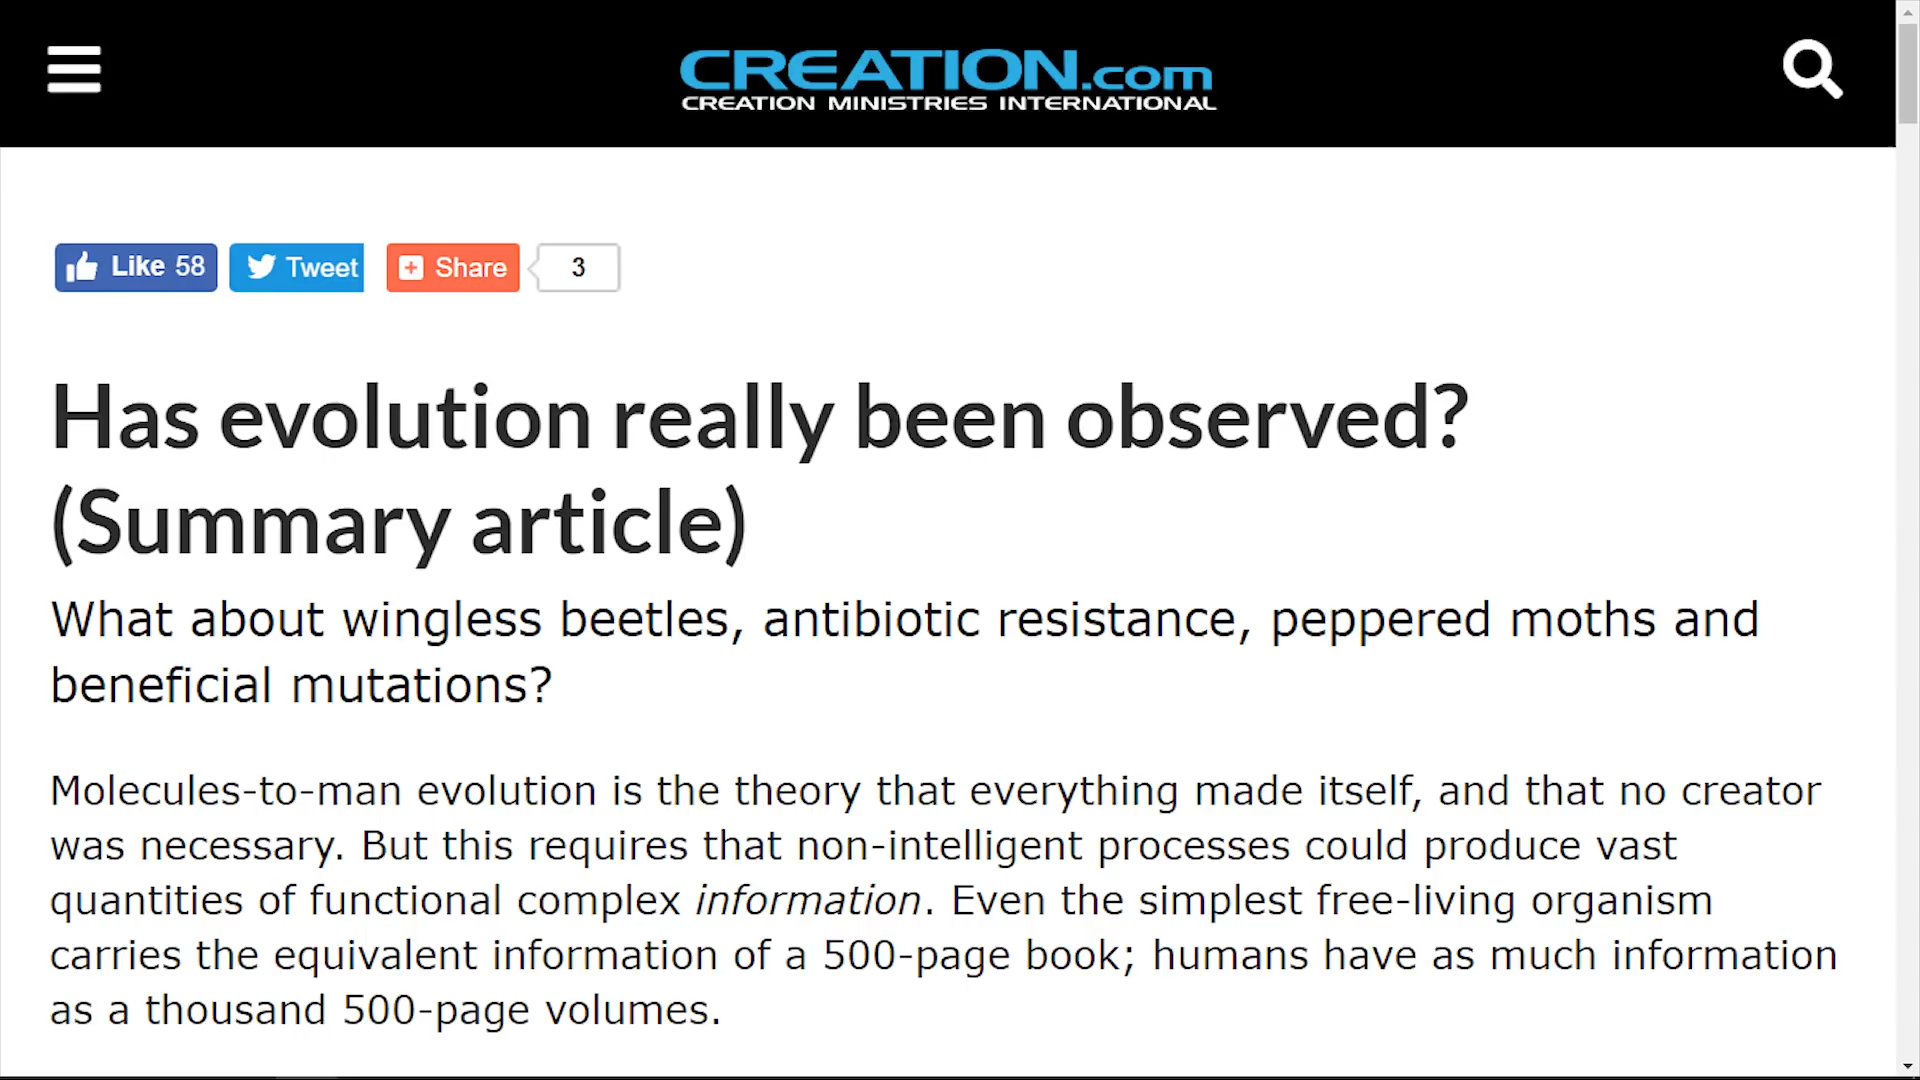 CREATION.com
CREATION MINISTRIES INTERNATIONAL
Like 58 Tweet Share 3
Has evolution really been observed?
(Summary article)
What about wingless beetles, antibiotic resistance, peppered moths and
beneficial mutations?
Molecules-to-man evolution is the theory that everything made itself, and that no creator
was necessary. But this requires that non-intelligent processes could produce vast
quantities of functional complex information. Even the simplest free-living organism
carries the equivalent information of a 500-page book; humans have as much information
as a thousand 500-page volumes.